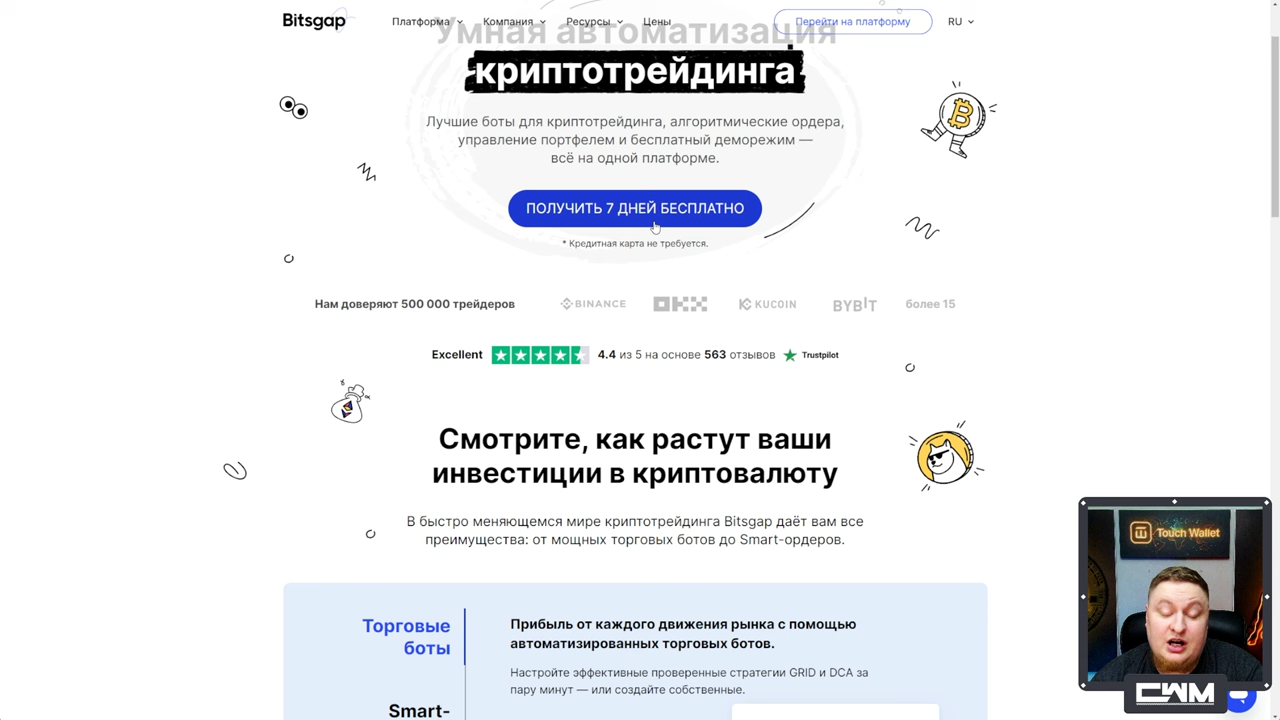 Bitsgap
Платформа
Компания
Ресурсы
Цены
Перейти на платформу
RU
Умная автоматизация
криптотрейдинга
Лучшие боты для криптотрейдинга, алгоритмические ордера,
управление портфелем и бесплатный деморежим —
всё на одной платформе.
ПОЛУЧИТЬ 7 ДНЕЙ БЕСПЛАТНО
* Кредитная карта не требуется.
Нам доверяют 500 000 трейдеров
BINANCE
OKX
KUCOIN
BYBIT
более 15
Excellent
4.4 из 5 на основе 563 отзывов
Trustpilot
Смотрите, как растут ваши
инвестиции в криптовалюту
В быстро меняющемся мире криптотрейдинга Bitsgap даёт вам все
преимущества: от мощных торговых ботов до Smart-ордеров.
Торговые
боты
Прибыль от каждого движения рынка с помощью
автоматизированных торговых ботов.
Настройте эффективные проверенные стратегии GRID и DCA за
пару минут — или создайте собственные.
Smart-
Touch Wallet
CWM